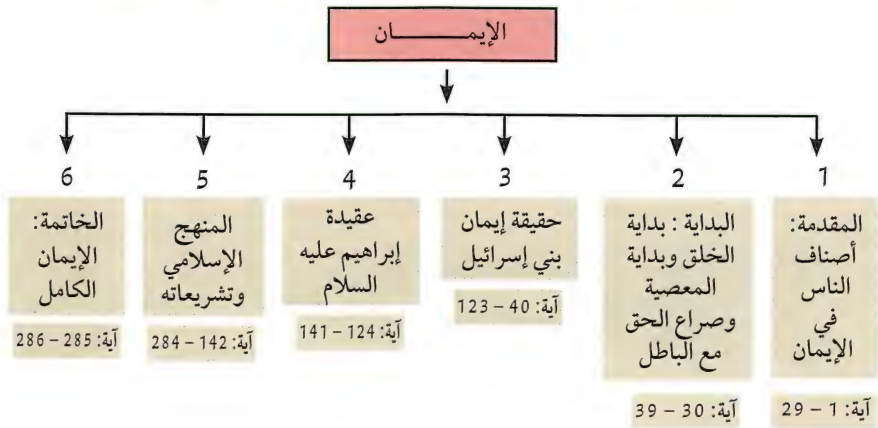 الإيمـــــــان
1
المقدمة:
أصناف
الناس
في
الإيمان
آية: 1 – 29
2
البداية : بداية
الخلق وبداية
المعصية
وصراع الحق
مع الباطل
آية: 30 – 39
3
حقيقة إيمان
بني إسرائيل
آية: 40 – 123
4
عقيدة
إبراهيم عليه
السلام
آية: 124 – 141
5
المنهج
الإسلامي
وتشريعاته
آية: 142 – 284
6
الخاتمة:
الإيمان
الكامل
آية: 285 – 286